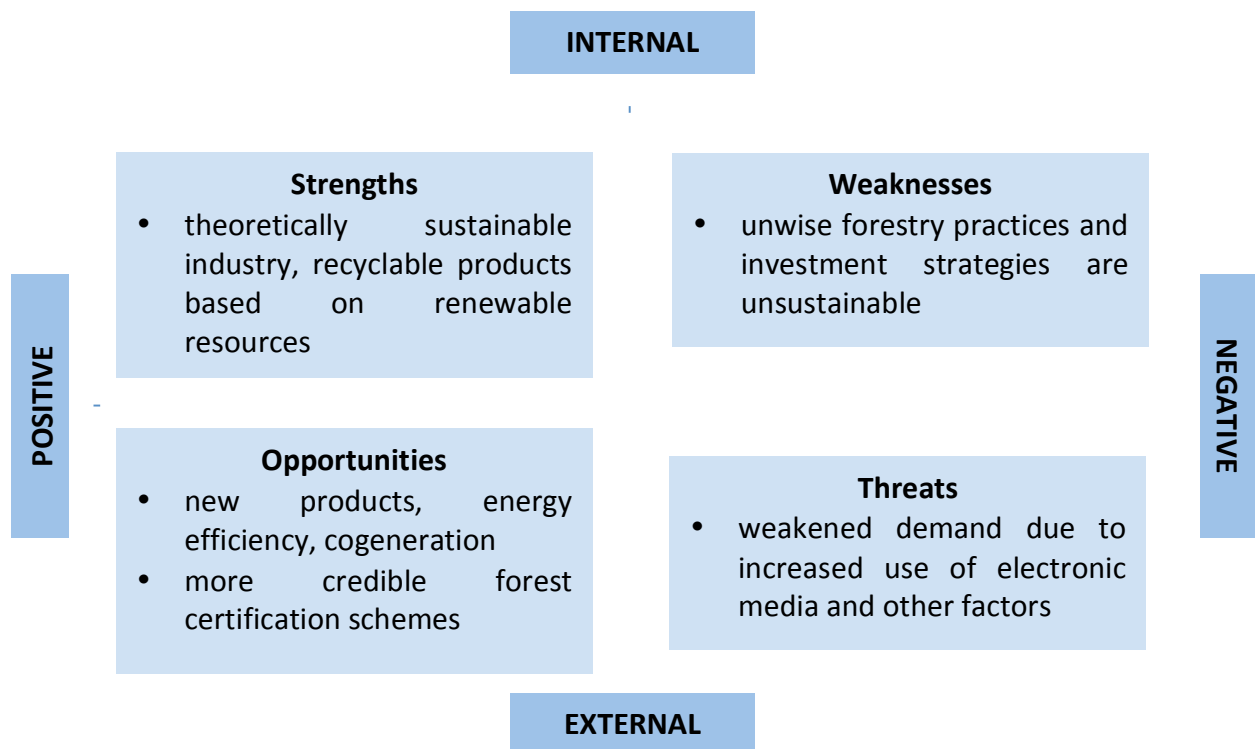 INTERNAL
Strengths
• theoretically sustainable
industry, recyclable products
based on renewable
resources
Weaknesses
• unwise forestry practices and
investment strategies are
unsustainable
POSITIVE
NEGATIVE
Opportunities
• new products, energy
efficiency, cogeneration
• more credible forest
certification schemes
Threats
• weakened demand due to
increased use of electronic
media and other factors
EXTERNAL